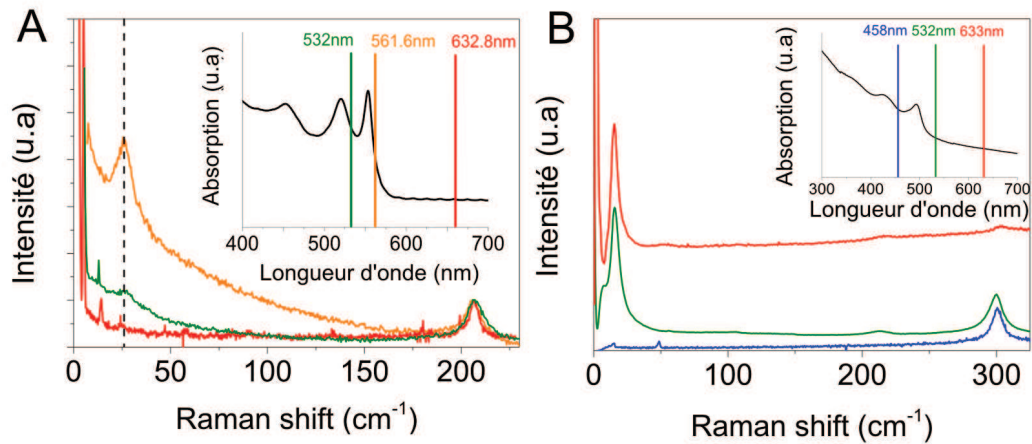 A
Intensité (u.a)
0
50
100
150
200
Raman shift (cm⁻¹)
532nm
561.6nm
632.8nm
Absorption (u.a)
400
500
600
700
Longueur d'onde (nm)
B
Intensité (u.a)
0
100
200
300
Raman shift (cm⁻¹)
458nm
532nm
633nm
Absorption (u.a)
300
400
500
600
700
Longueur d'onde (nm)